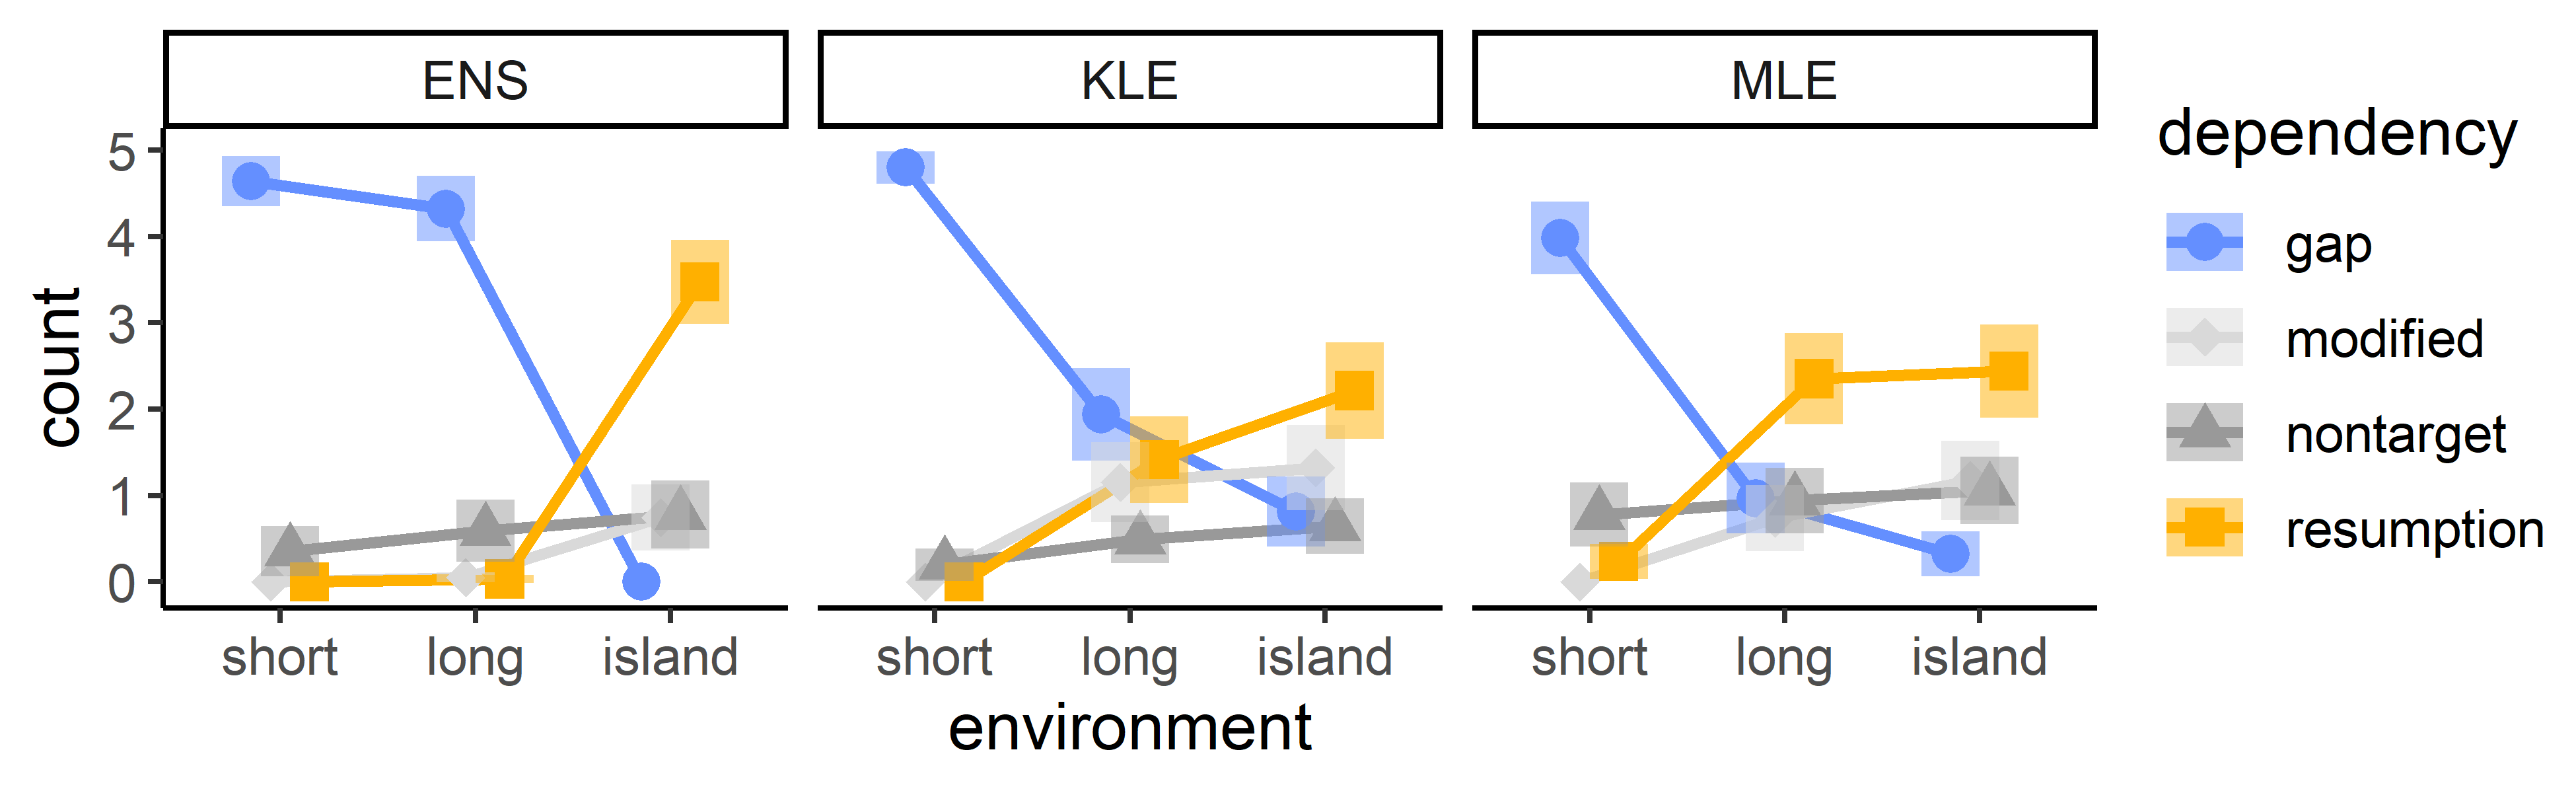 ENS KLE MLE
dependency
gap
modified
nontarget
resumption
count
5
4
3
2
1
0
short long island short long island short long island
environment